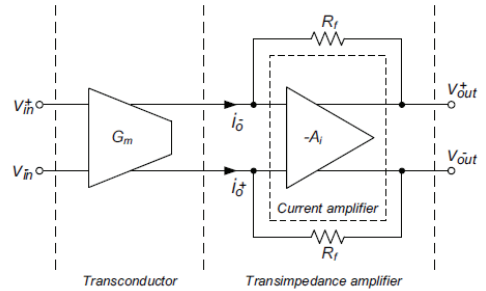 R_f
V_in^+
V_out^+
i_o^-
G_m
-A_i
V_in^-
V_out^-
i_o^+
Current amplifier
R_f
Transconductor
Transimpedance amplifier